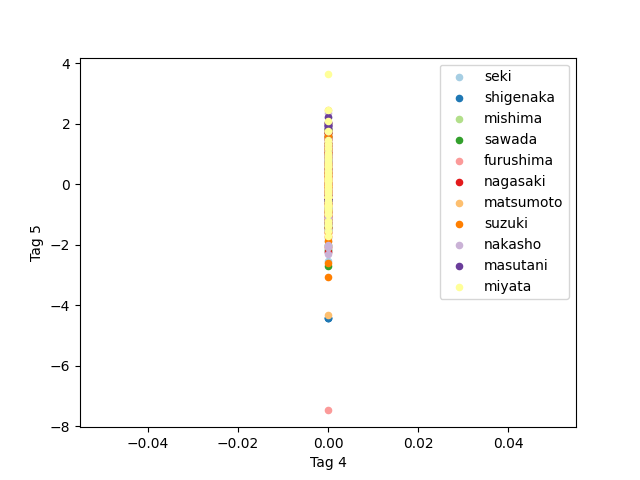 4
2
0
−2
−4
−6
−8
Tag 5
−0.04
−0.02
0.00
0.02
0.04
Tag 4
seki
shigenaka
mishima
sawada
furushima
nagasaki
matsumoto
suzuki
nakasho
masutani
miyata